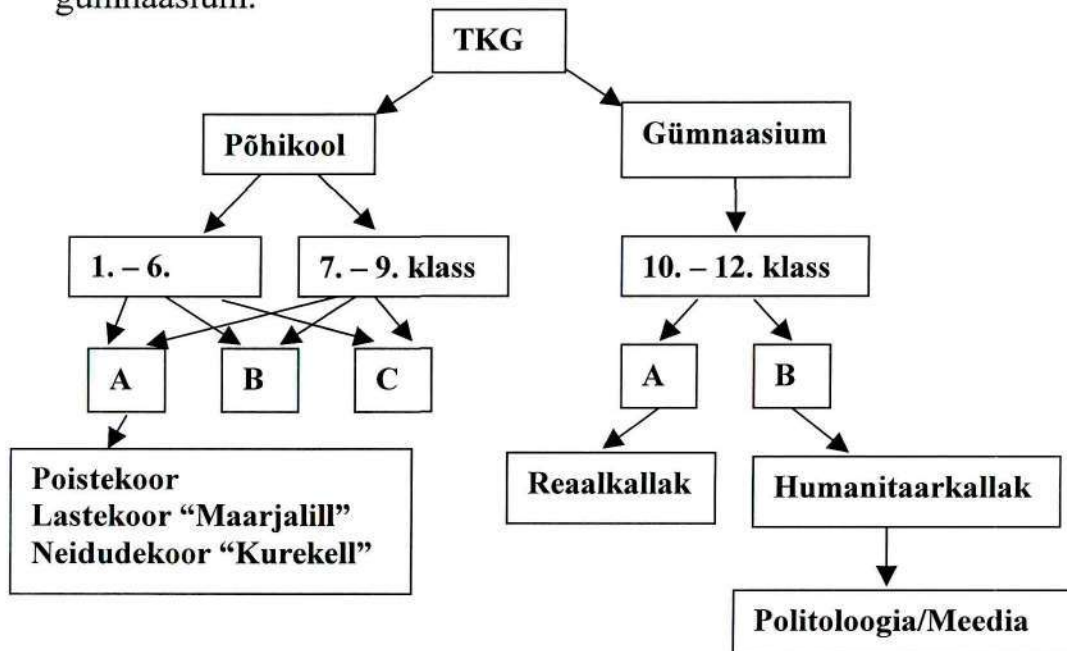 gümnaasium.
TKG
Põhikool
Gümnaasium
1. – 6.
7. – 9. klass
10. – 12. klass
A
B
C
A
B
Poistekoor
Lastekoor “Maarjalill”
Neidudekoor “Kurekell”
Reaalkallak
Humanitaarkallak
Politoloogia/Meedia